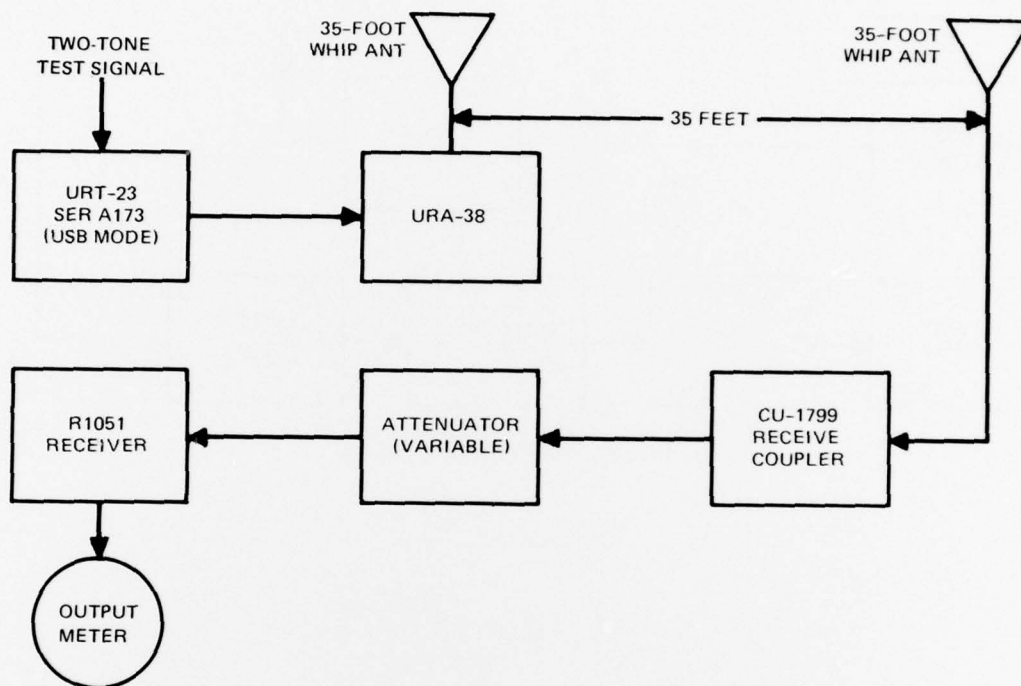 TWO-TONE
TEST SIGNAL
35-FOOT
WHIP ANT
35-FOOT
WHIP ANT
35 FEET
URT-23
SER A173
(USB MODE)
URA-38
R1051
RECEIVER
ATTENUATOR
(VARIABLE)
CU-1799
RECEIVE
COUPLER
OUTPUT
METER